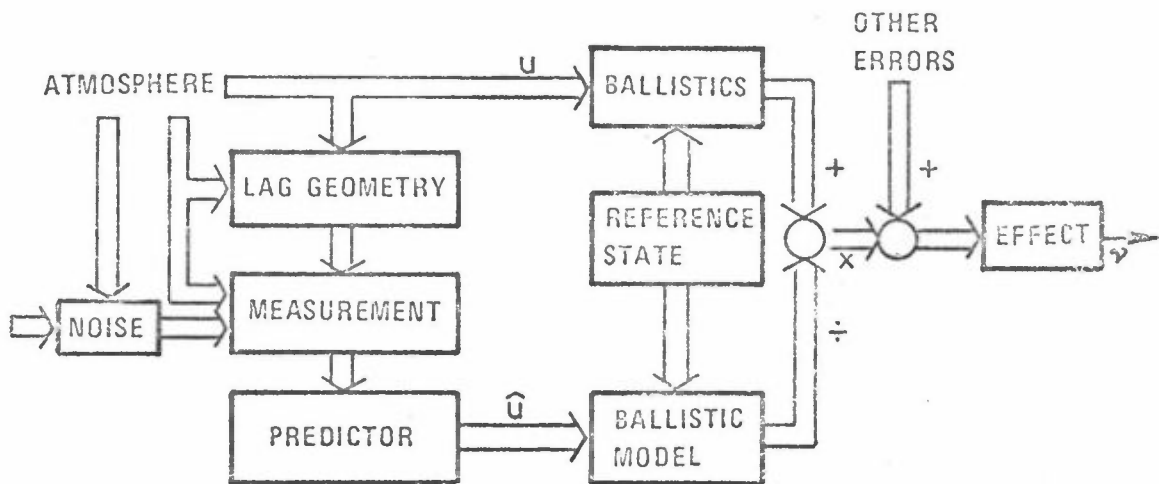 OTHER
ERRORS
ATMOSPHERE
u
BALLISTICS
LAG GEOMETRY
+
+
REFERENCE
STATE
x
EFFECT
MEASUREMENT
NOISE
÷
PREDICTOR
û
BALLISTIC
MODEL